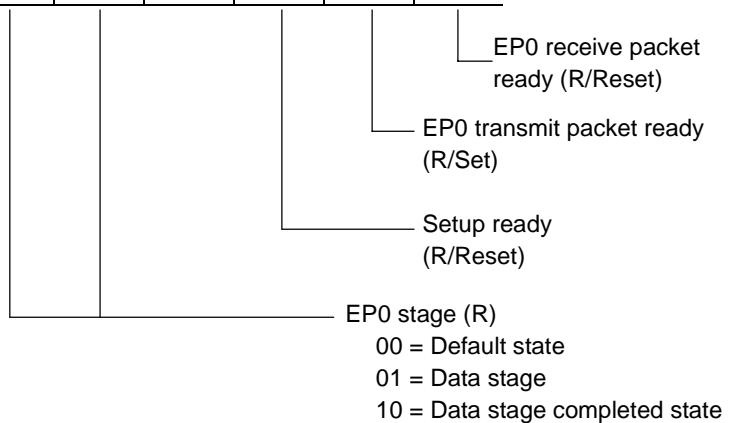 EP0 receive packet
ready (R/Reset)
EP0 transmit packet ready
(R/Set)
Setup ready
(R/Reset)
EP0 stage (R)
00 = Default state
01 = Data stage
10 = Data stage completed state